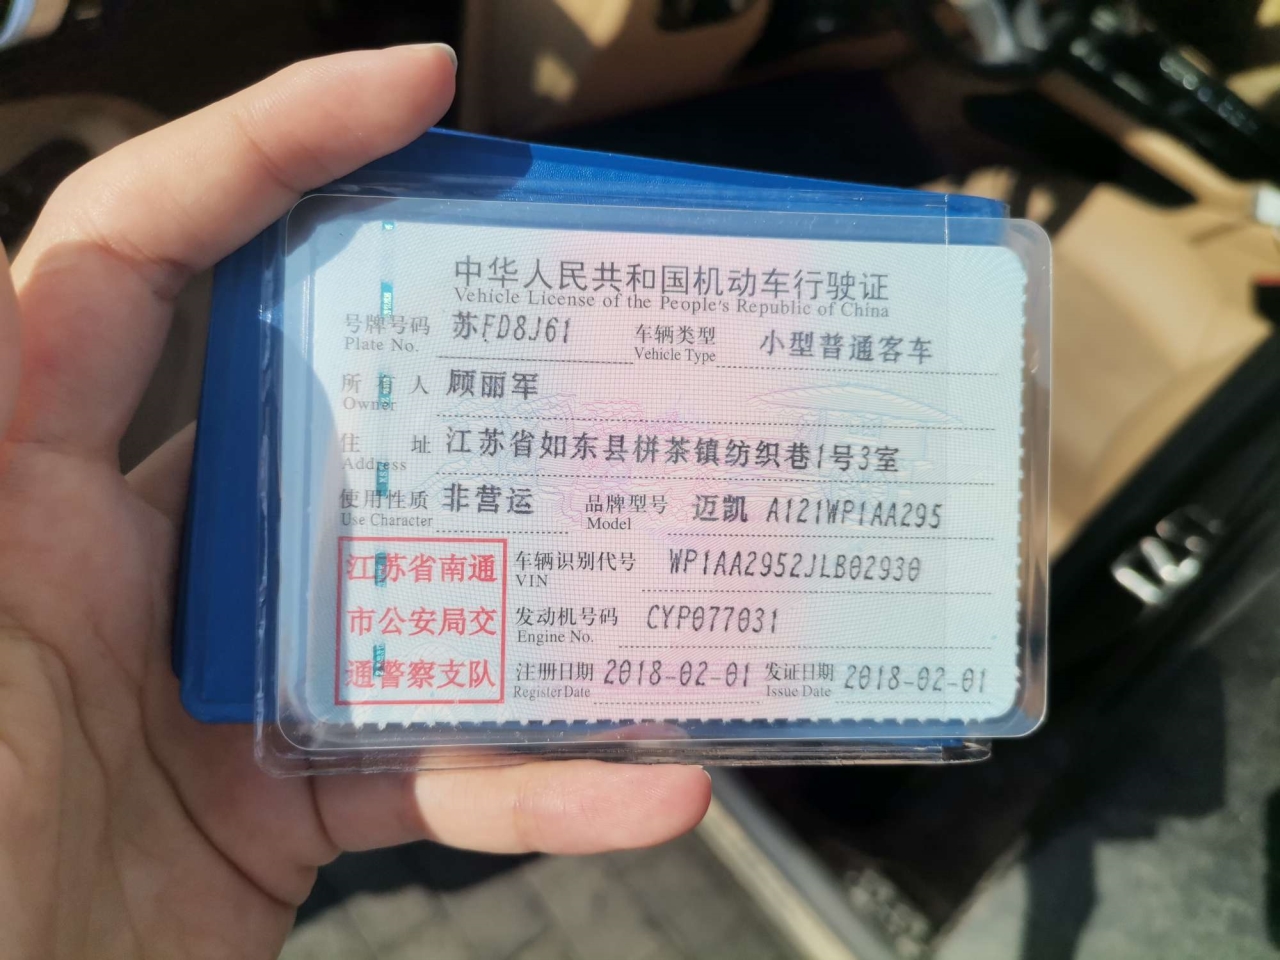 中华人民共和国机动车行驶证
Vehicle License of the People's Republic of China
号牌号码 苏FD8J61 车辆类型 小型普通客车
Plate No. Vehicle Type
所有人 顾丽军
Owner
住址 江苏省如东县栟茶镇纺织巷1号3室
Address
使用性质 非营运 品牌型号 迈凯 A121WP1AA295
Use Character Model
江苏省南通 车辆识别代号 WP1AA2952JLB02930
VIN
市公安局交 发动机号码 CYP077031
Engine No.
通警察支队 注册日期 2018-02-01 发证日期 2018-02-01
Register Date Issue Date